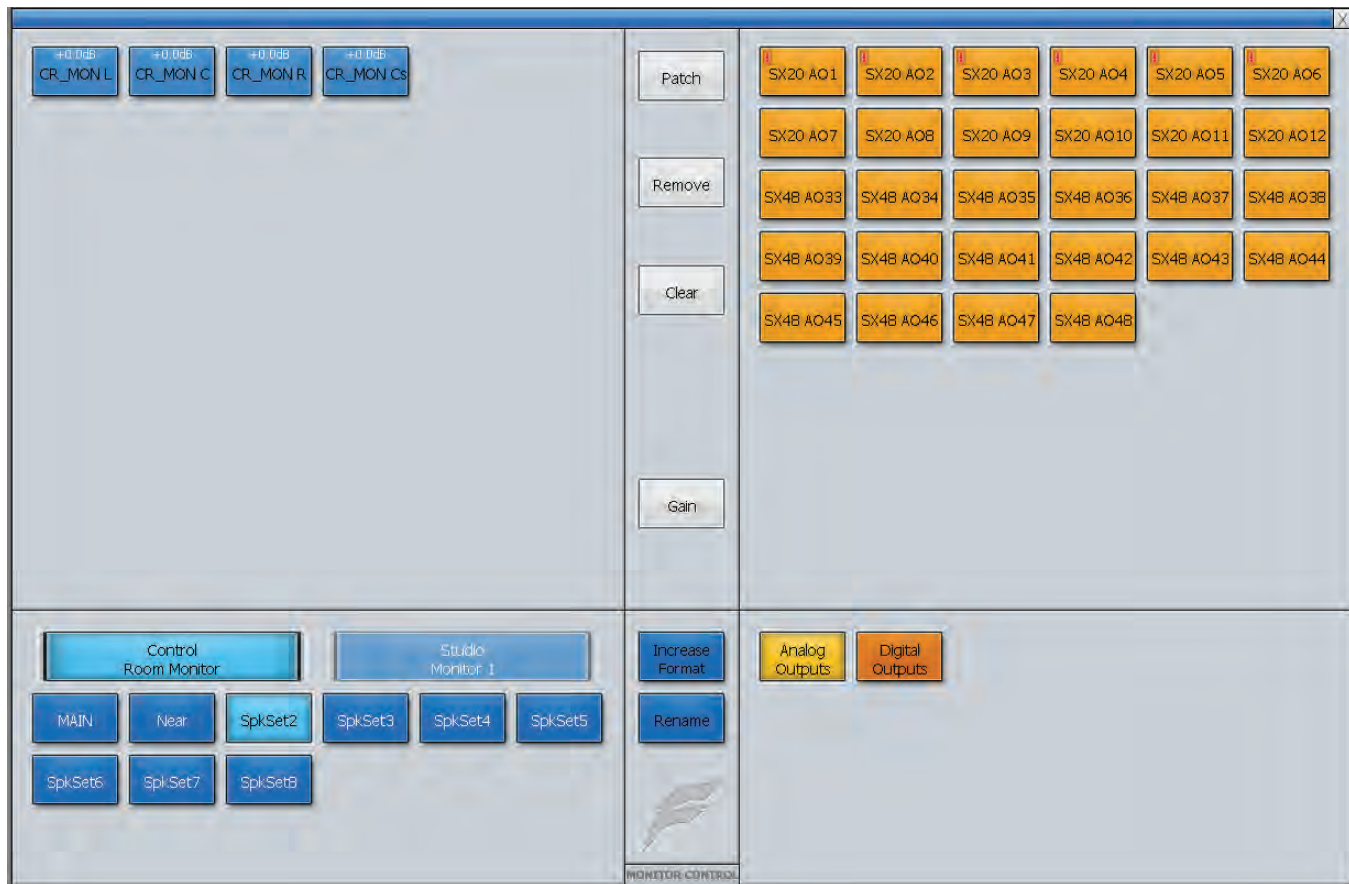 X
+0.0dB
CR_MON L
+0.0dB
CR_MON C
+0.0dB
CR_MON R
+0.0dB
CR_MON Cs
Patch
Remove
Clear
Gain
! SX20 AO1
! SX20 AO2
! SX20 AO3
! SX20 AO4
! SX20 AO5
! SX20 AO6
SX20 AO7
SX20 AO8
SX20 AO9
SX20 AO10
SX20 AO11
SX20 AO12
SX48 AO33
SX48 AO34
SX48 AO35
SX48 AO36
SX48 AO37
SX48 AO38
SX48 AO39
SX48 AO40
SX48 AO41
SX48 AO42
SX48 AO43
SX48 AO44
SX48 AO45
SX48 AO46
SX48 AO47
SX48 AO48
Control
Room Monitor
Studio
Monitor 1
MAIN
Near
SpkSet2
SpkSet3
SpkSet4
SpkSet5
SpkSet6
SpkSet7
SpkSet8
Increase
Format
Rename
MONITOR CONTROL
Analog
Outputs
Digital
Outputs